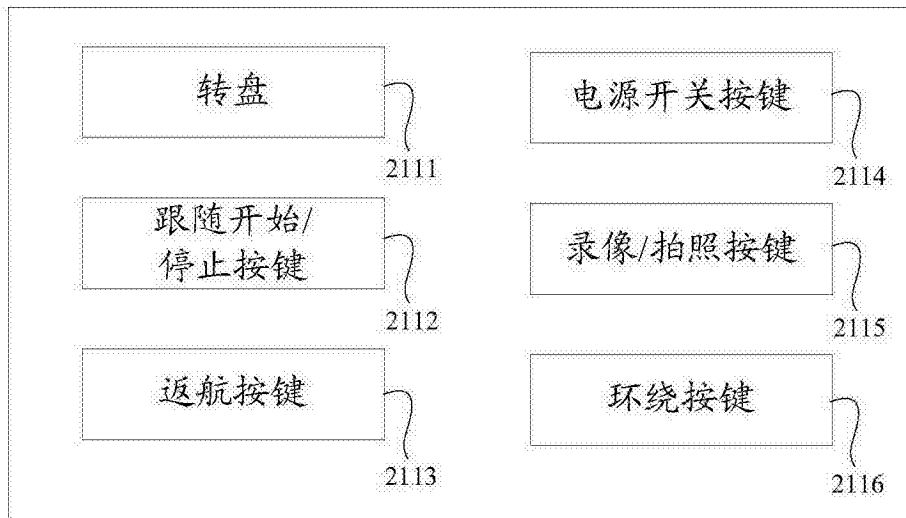 转盘
2111
跟随开始/
停止按键
2112
返航按键
2113
电源开关按键
2114
录像/拍照按键
2115
环绕按键
2116